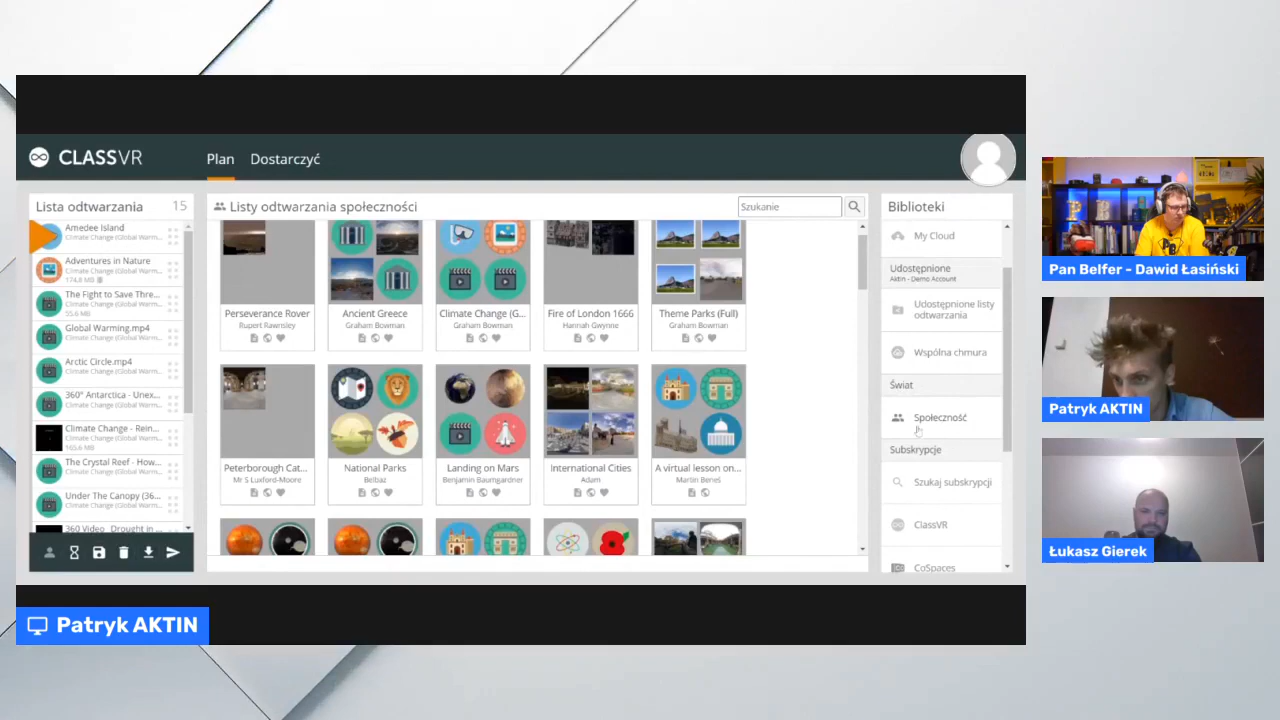 CLASSVR
Plan
Dostarczyć
Lista odtwarzania
15
Amedee Island
Climate Change (Global Warm...
Adventures in Nature
Climate Change (Global Warm...
174.8 MB
The Fight to Save Thre...
Climate Change (Global Warm...
55.6 MB
Global Warming.mp4
Climate Change (Global Warm...
Arctic Circle.mp4
Climate Change (Global Warm...
360° Antarctica - Unex...
Climate Change (Global Warm...
Climate Change - Rein...
Climate Change (Global Warm...
The Crystal Reef - How...
Climate Change (Global Warm...
Under The Canopy (36...
Climate Change (Global Warm...
360 Video_ Drought in ...
Listy odtwarzania społeczności
Szukanie
Perseverance Rover
Rupert Rawnsley
Ancient Greece
Graham Bowman
Climate Change (G...
Graham Bowman
Fire of London 1666
Hannah Gwynne
Theme Parks (Full)
Graham Bowman
Peterborough Cat...
Mr S Luxford-Moore
National Parks
Belbaz
Landing on Mars
Benjamin Baumgardner
International Cities
Adam
A virtual lesson on...
Martin Bereś
Biblioteki
My Cloud
Udostępnione
Aktin - Demo Account
Udostępnione listy
odtwarzania
Wspólna chmura
Świat
Społeczność
Subskrypcje
Szukaj subskrypcji
ClassVR
CoSpaces
Patryk AKTIN
Pan Belfer - Dawid Łasiński
Patryk AKTIN
Łukasz Gierek